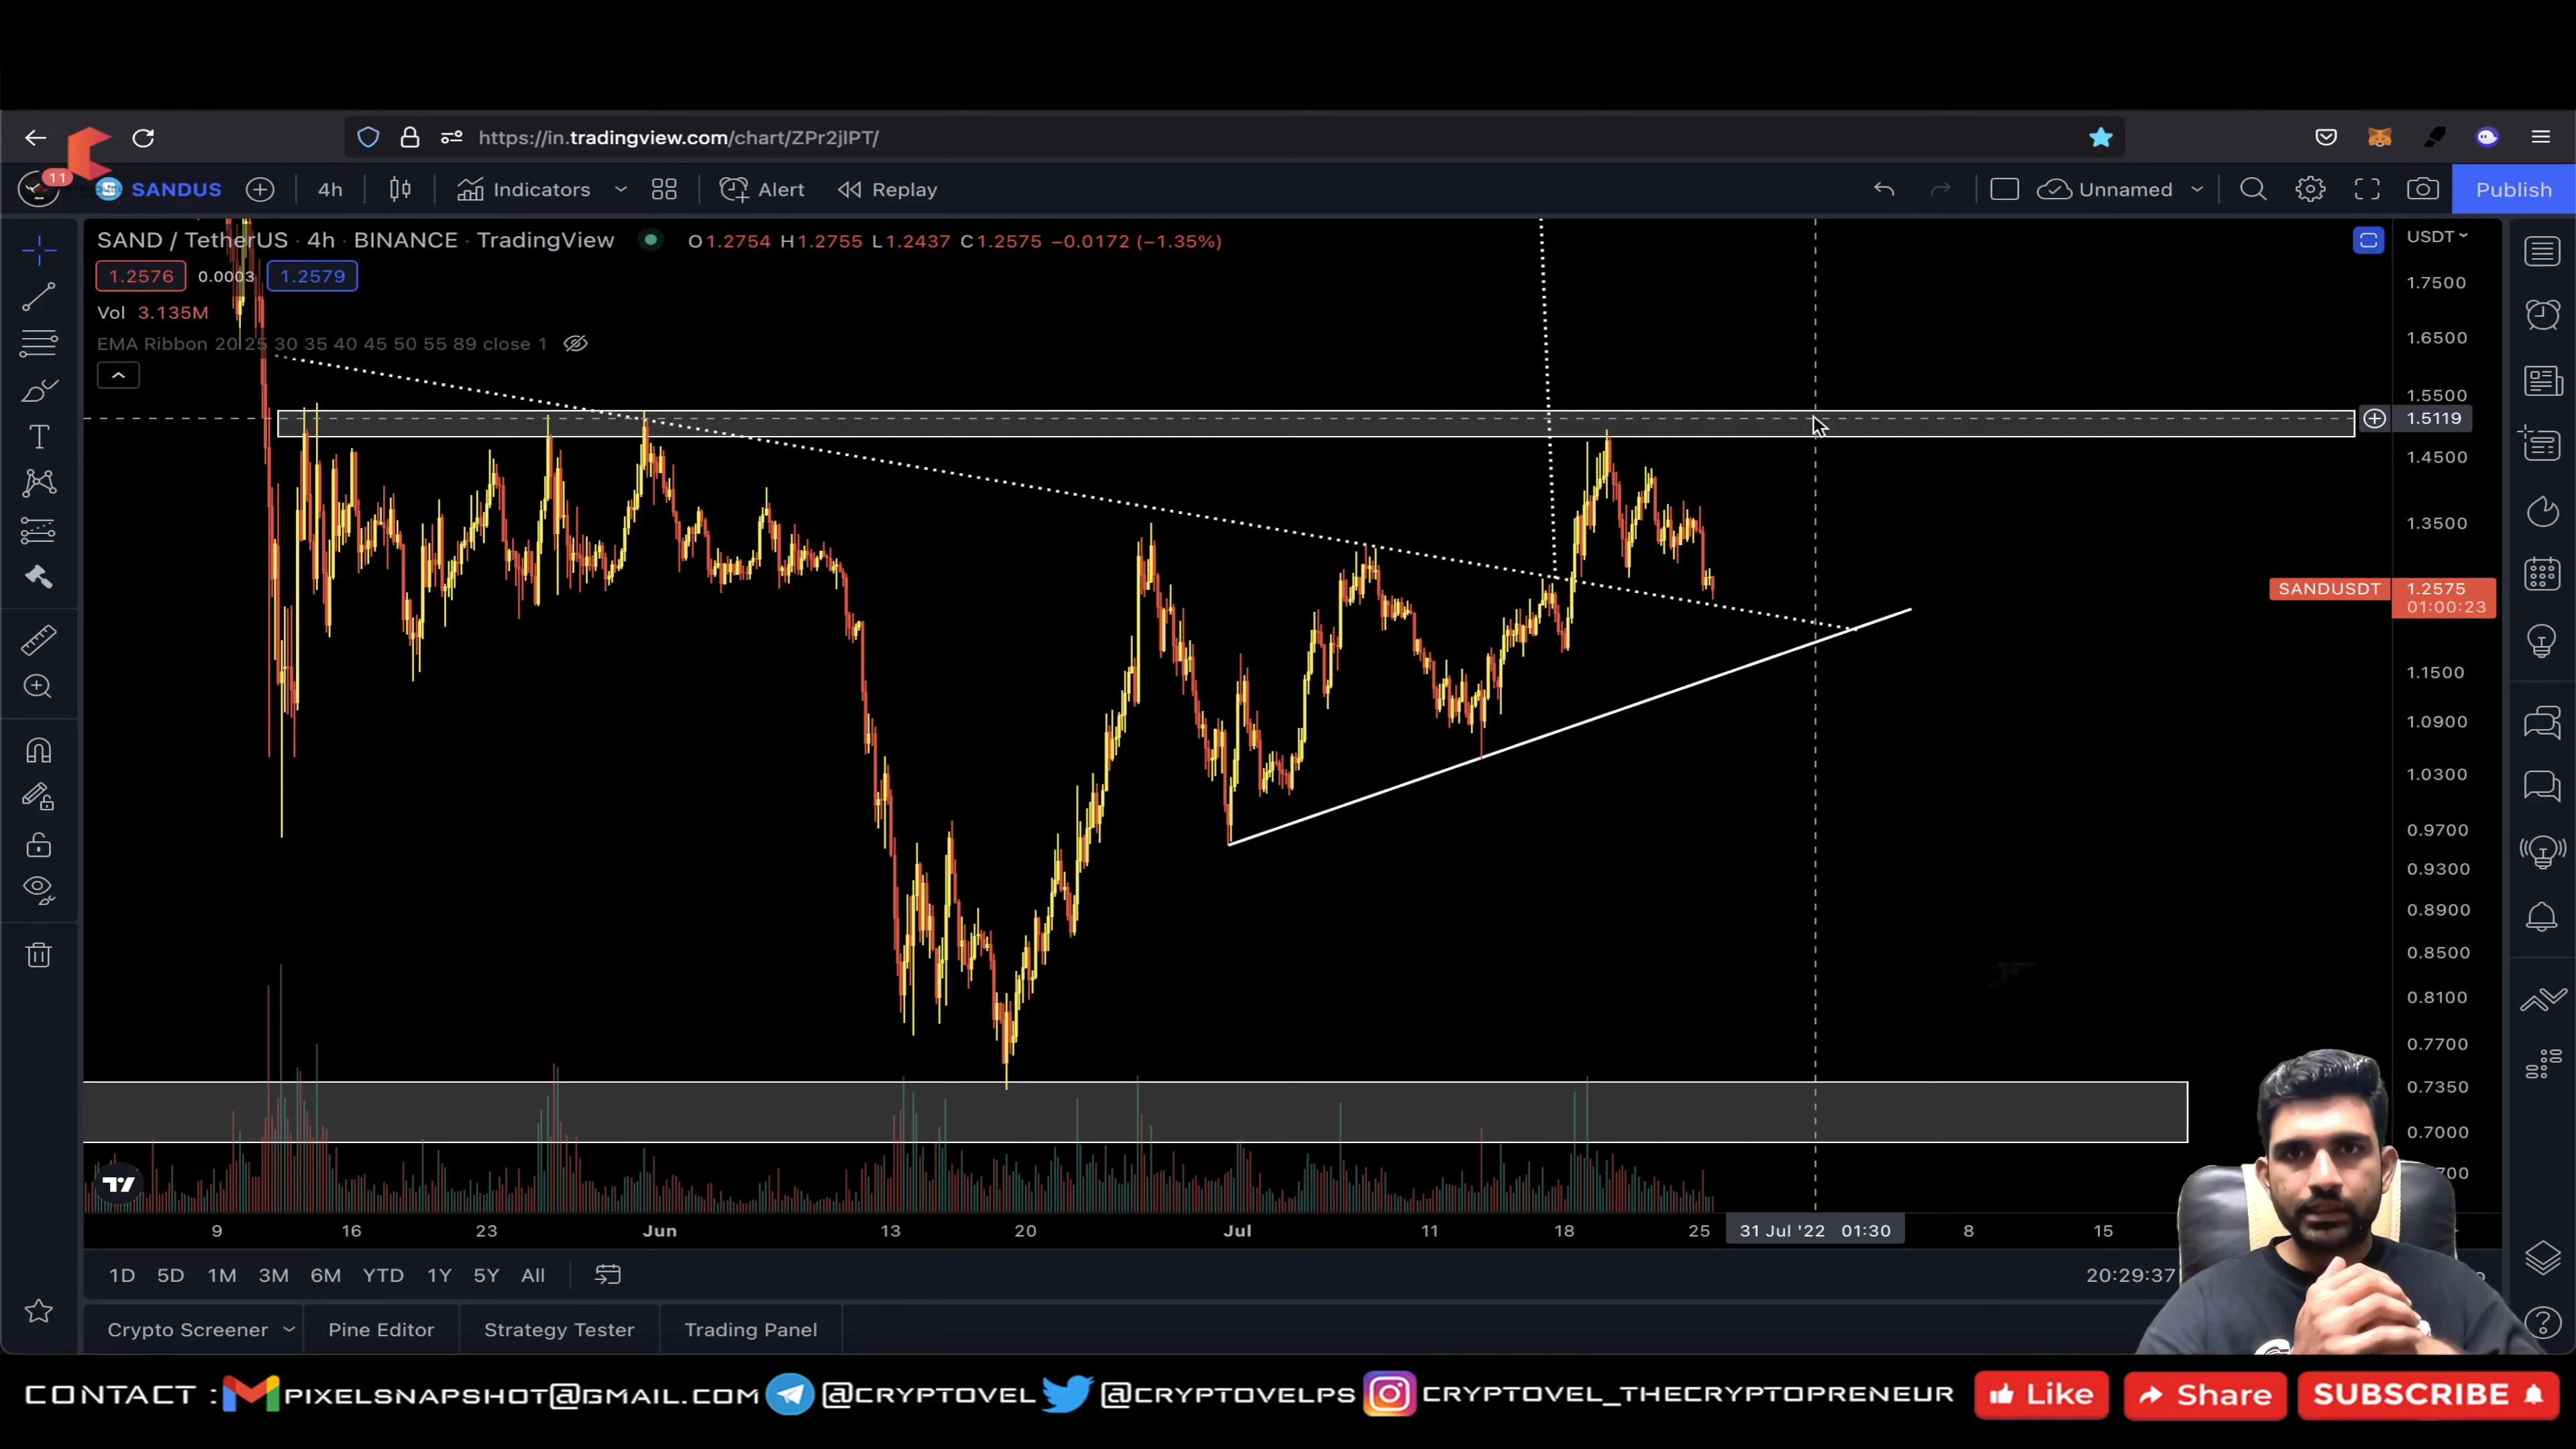 https://in.tradingview.com/chart/ZPr2jlPT/
11 SANDUS 4h Indicators Alert Replay Unnamed Publish
SAND / TetherUS · 4h · BINANCE · TradingView O1.2754 H1.2755 L1.2437 C1.2575 −0.0172 (−1.35%)
USDT
1.2576 0.0003 1.2579
1.7500
Vol 3.135M
1.6500
EMA Ribbon 20 25 30 35 40 45 50 55 89 close 1
1.5500
1.5119
1.4500
1.3500
SANDUSDT 1.2575
01:00:23
1.1500
1.0900
1.0300
0.9700
0.9300
0.8900
0.8500
0.8100
0.7700
0.7350
0.7000
9 16 23 Jun 13 20 Jul 11 18 25 31 Jul '22 01:30 8 15
1D 5D 1M 3M 6M YTD 1Y 5Y All 20:29:37
Crypto Screener Pine Editor Strategy Tester Trading Panel
CONTACT : PIXELSNAPSHOT@GMAIL.COM @CRYPTOVEL @CRYPTOVELPS CRYPTOVEL_THECRYPTOPRENEUR Like Share SUBSCRIBE